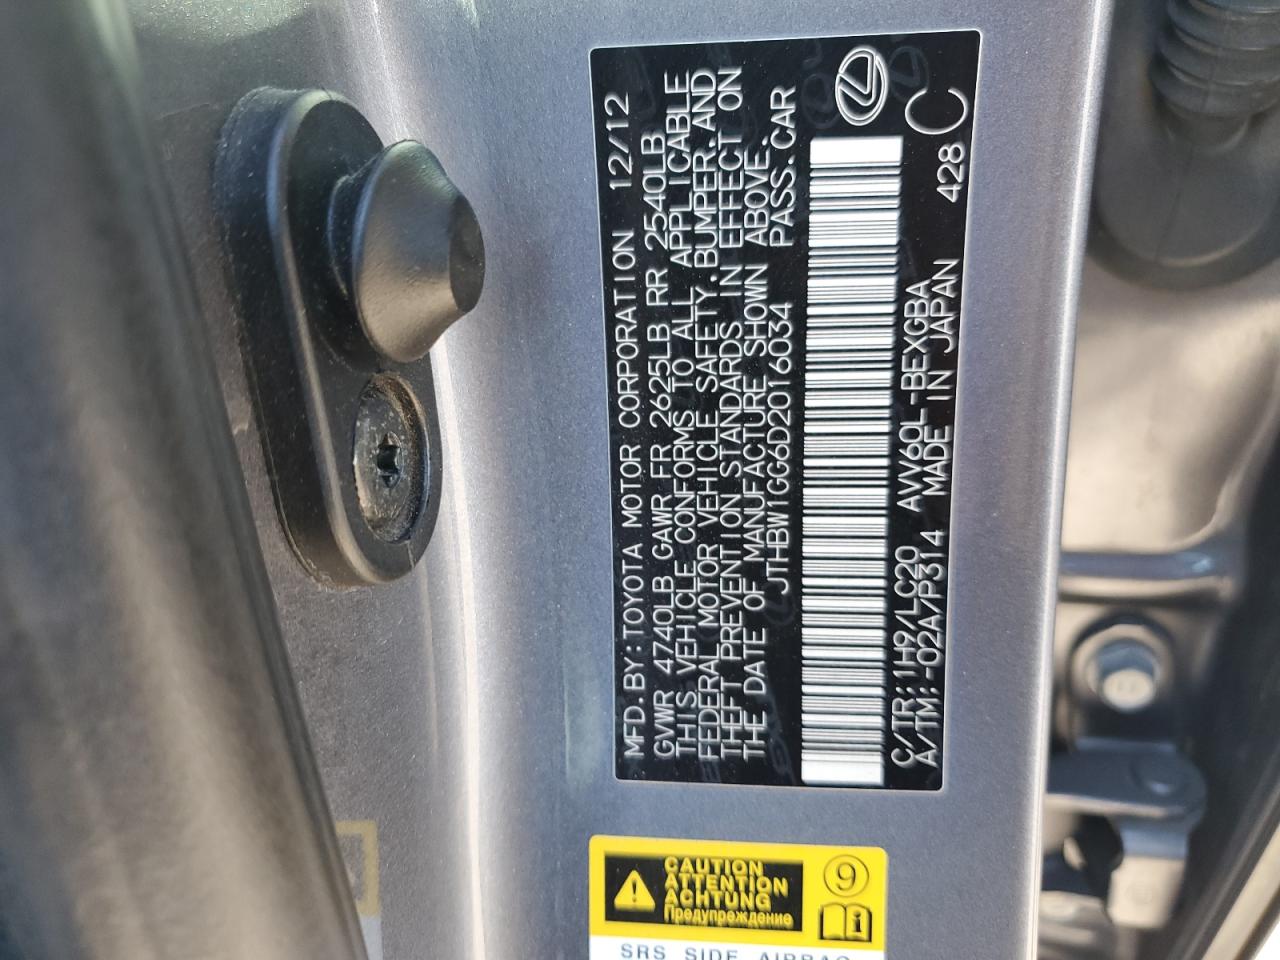 MFD. BY: TOYOTA MOTOR CORPORATION 12/12
GVWR 4740LB GAWR FR 2625LB RR 2540LB
THIS VEHICLE CONFORMS TO ALL APPLICABLE
FEDERAL MOTOR VEHICLE SAFETY, BUMPER, AND
THEFT PREVENTION STANDARDS IN EFFECT ON
THE DATE OF MANUFACTURE SHOWN ABOVE.
JTHBW1GG6D2016034 PASS. CAR
C/TR: 1H9/LC20 AVV60L-BEXGBA 428
A/TM: -02A/P314 MADE IN JAPAN C
CAUTION
ATTENTION
ACHTUNG
Предупреждение
9
SRS SIDE AIRBAG